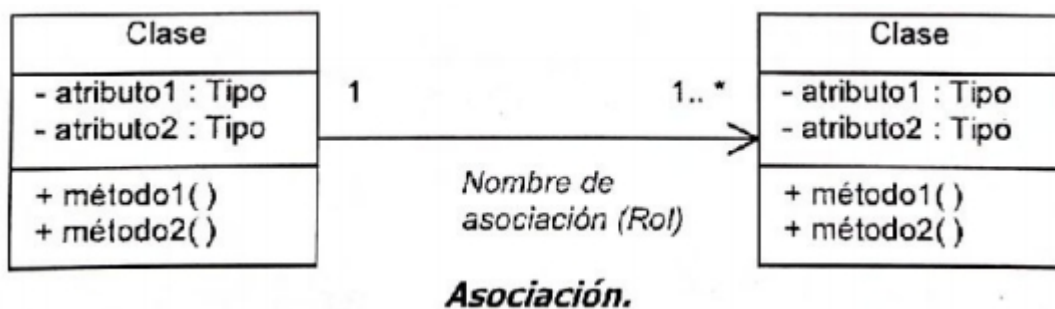 Clase
- atributo1 : Tipo
- atributo2 : Tipo
+ método1( )
+ método2( )
1
1.. *
Nombre de
asociación (Rol)
Clase
- atributo1 : Tipo
- atributo2 : Tipo
+ método1( )
+ método2( )
Asociación.